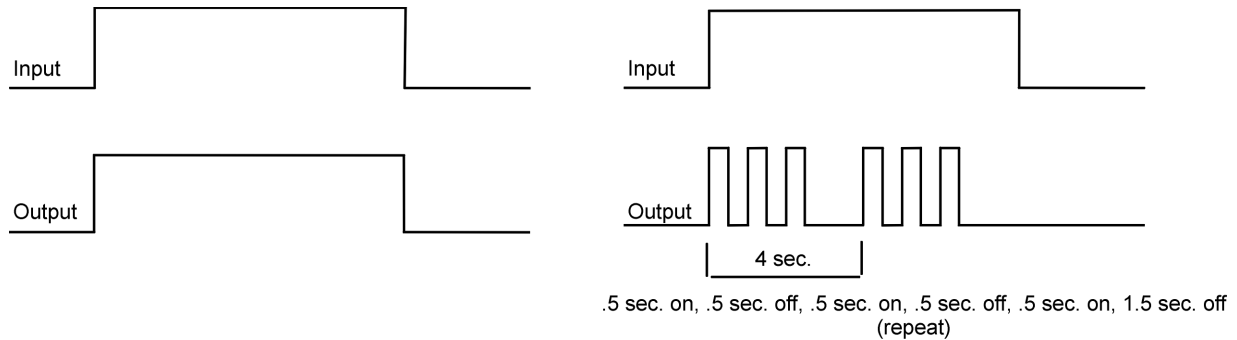 Input
Output
Input
Output
4 sec.
.5 sec. on, .5 sec. off, .5 sec. on, .5 sec. off, .5 sec. on, 1.5 sec. off
(repeat)